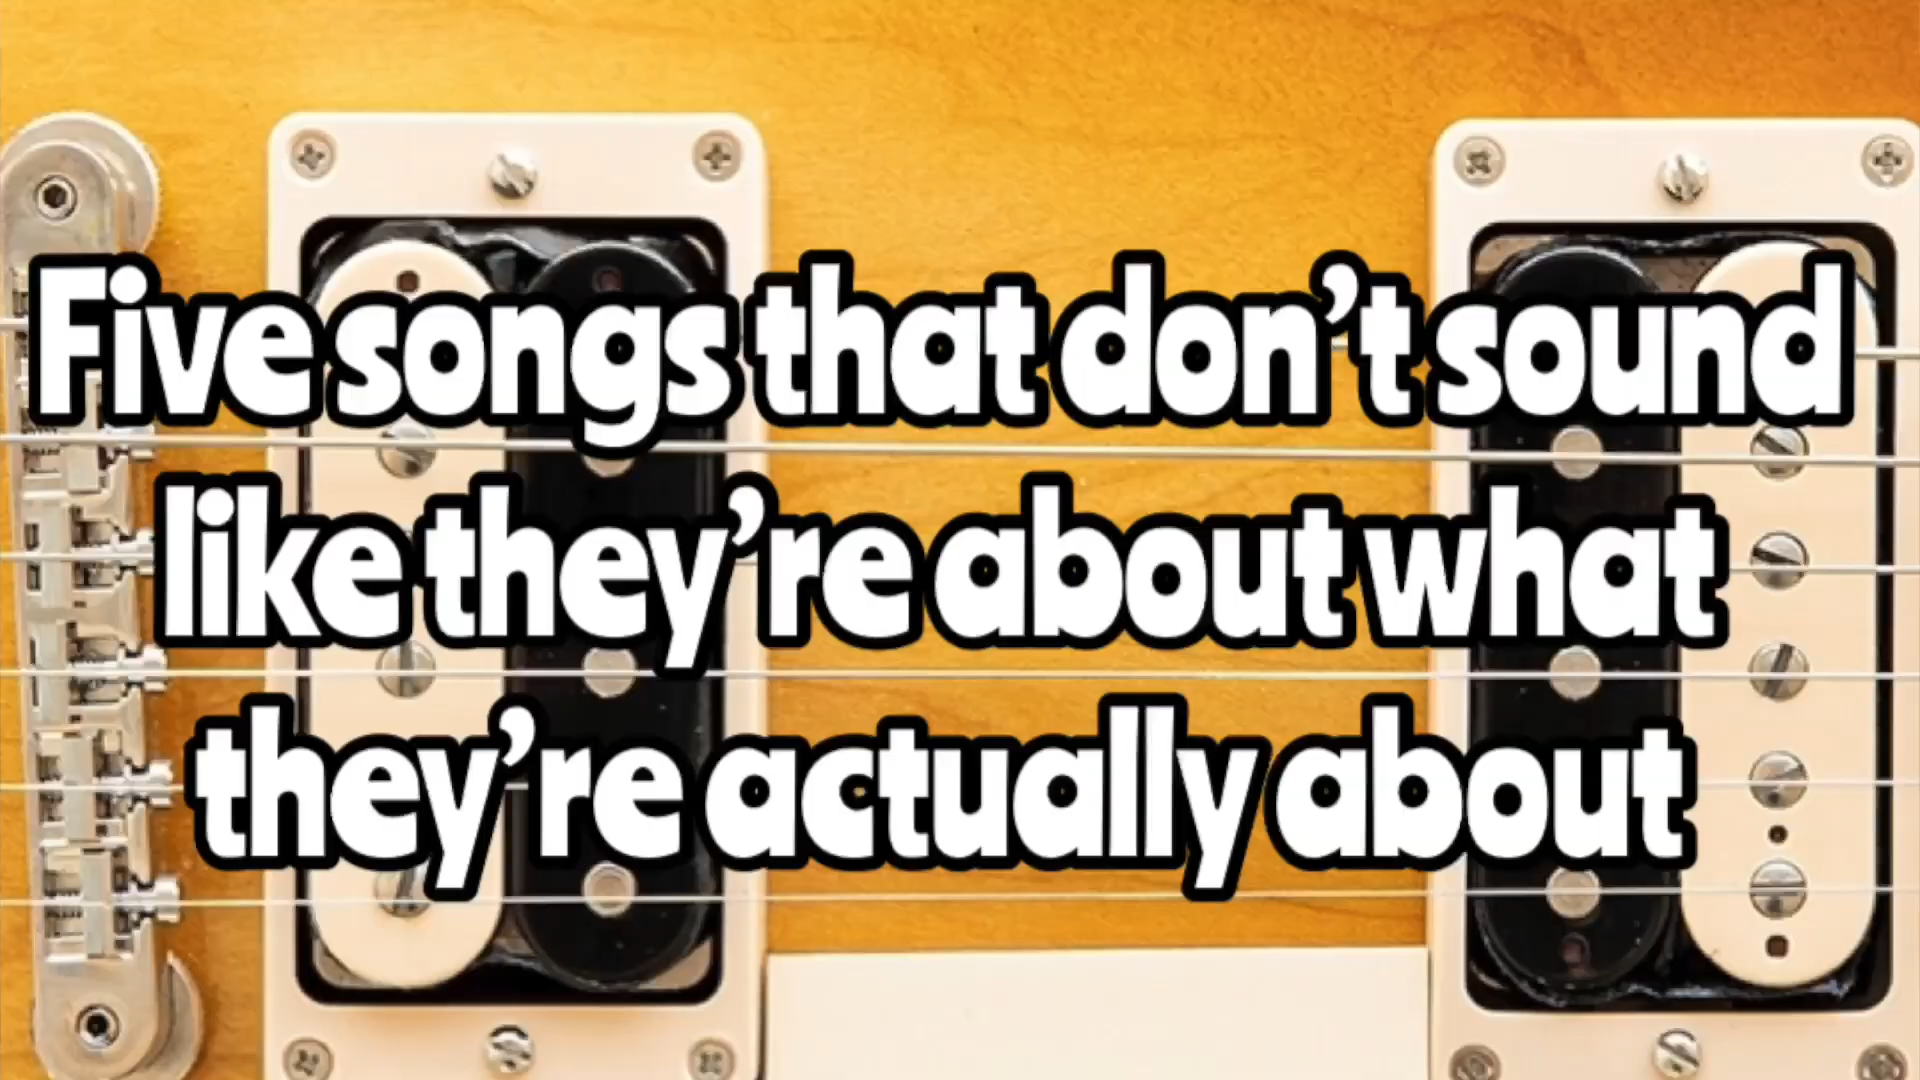 Five songs that don’t sound
like they’re about what
they’re actually about